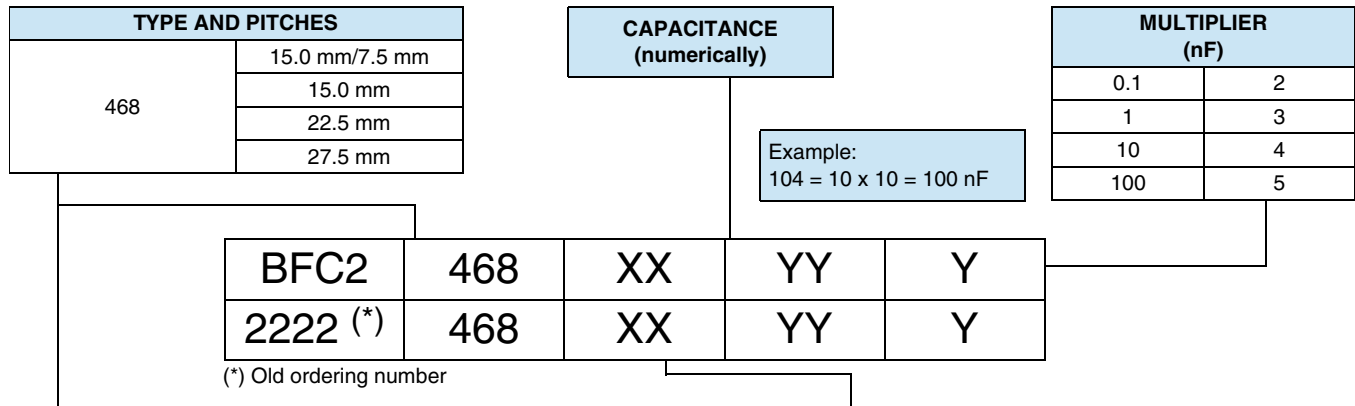 TYPE AND PITCHES
468
15.0 mm/7.5 mm
15.0 mm
22.5 mm
27.5 mm
CAPACITANCE
(numerically)
MULTIPLIER
(nF)
0.1 2
1 3
10 4
100 5
Example:
104 = 10 x 10 = 100 nF
BFC2 468 XX YY Y
2222 (*) 468 XX YY Y
(*) Old ordering number